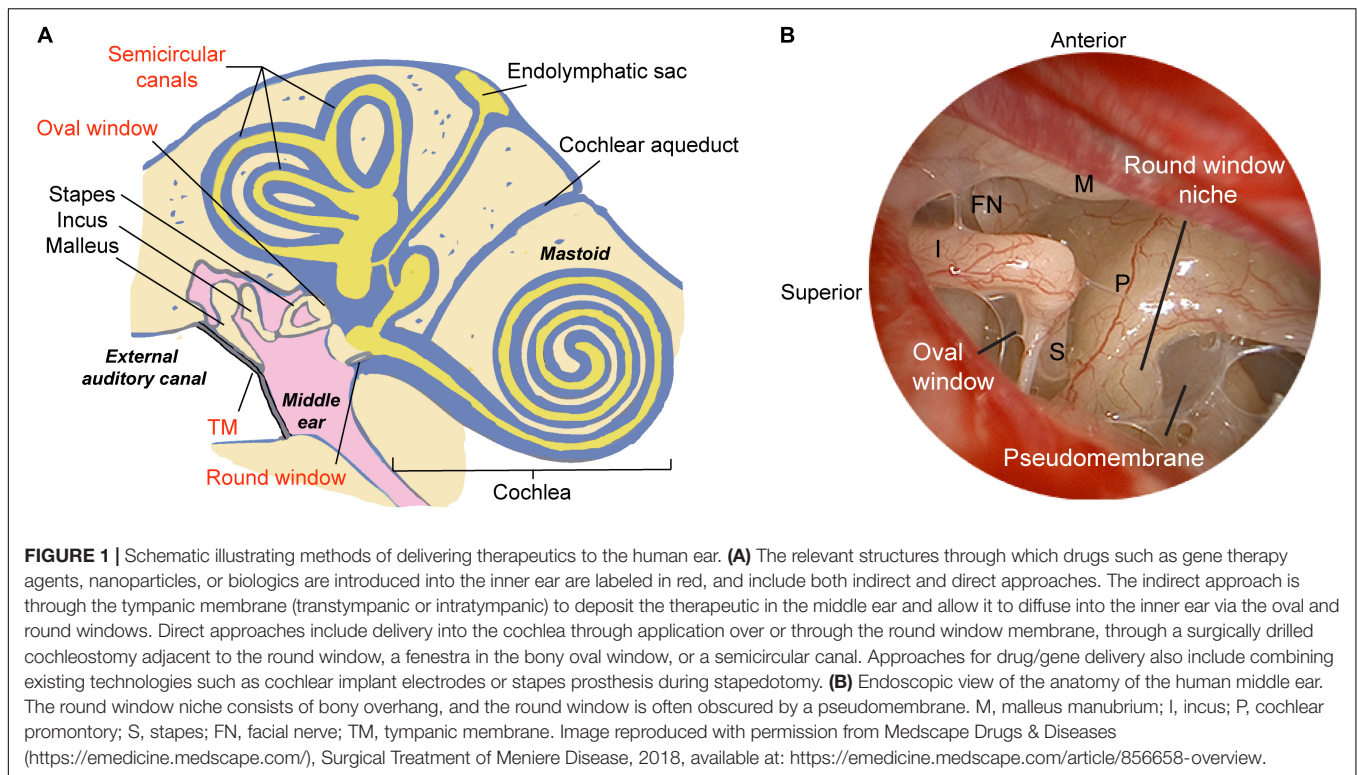 A
Semicircular
canals
Endolymphatic sac
Oval window
Cochlear aqueduct
Stapes
Incus
Malleus
Mastoid
External
auditory canal
Middle
ear
TM
Round window
Cochlea
B
Anterior
Round window
niche
M
FN
I
P
Superior
S
Oval
window
Pseudomembrane
FIGURE 1 | Schematic illustrating methods of delivering therapeutics to the human ear. (A) The relevant structures through which drugs such as gene therapy
agents, nanoparticles, or biologics are introduced into the inner ear are labeled in red, and include both indirect and direct approaches. The indirect approach is
through the tympanic membrane (transtympanic or intratympanic) to deposit the therapeutic in the middle ear and allow it to diffuse into the inner ear via the oval and
round windows. Direct approaches include delivery into the cochlea through application over or through the round window membrane, through a surgically drilled
cochleostomy adjacent to the round window, a fenestra in the bony oval window, or a semicircular canal. Approaches for drug/gene delivery also include combining
existing technologies such as cochlear implant electrodes or stapes prosthesis during stapedotomy. (B) Endoscopic view of the anatomy of the human middle ear.
The round window niche consists of bony overhang, and the round window is often obscured by a pseudomembrane. M, malleus manubrium; I, incus; P, cochlear
promontory; S, stapes; FN, facial nerve; TM, tympanic membrane. Image reproduced with permission from Medscape Drugs & Diseases
(https://emedicine.medscape.com/), Surgical Treatment of Meniere Disease, 2018, available at: https://emedicine.medscape.com/article/856658-overview.